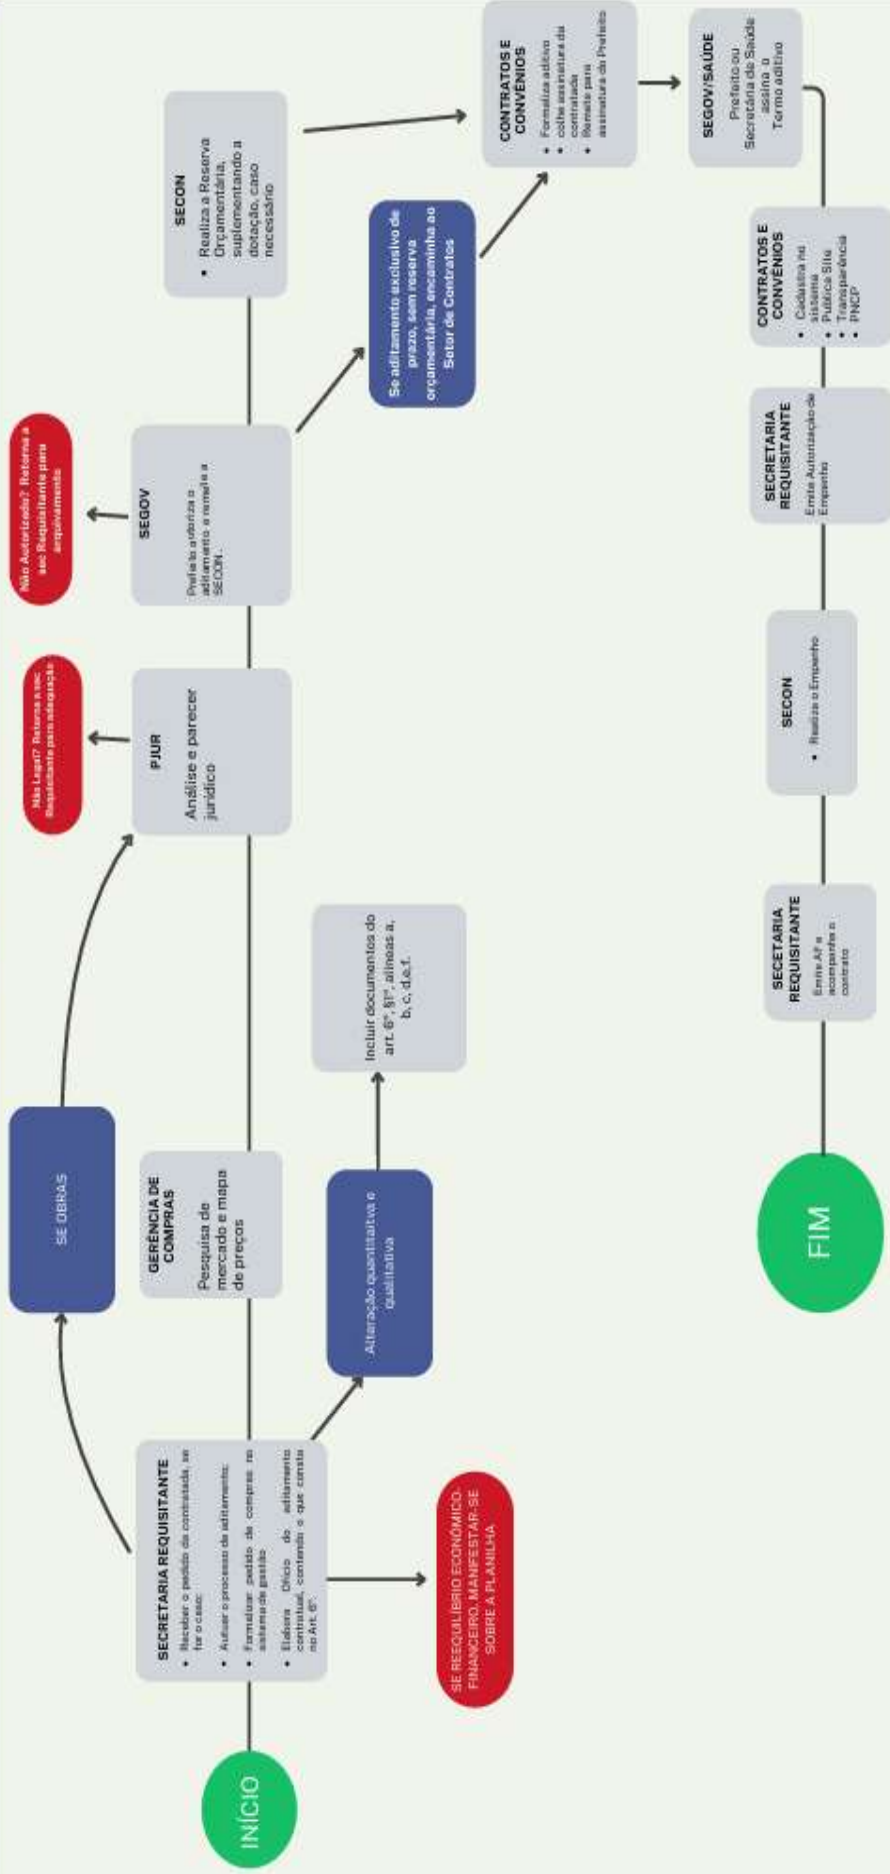 INÍCIO
SECRETARIA REQUISITANTE
• Receber o pedido da contratada, se
for o caso;
• Autuar o processo de aditamento;
• Formalizar pedido de compras no
sistema de gestão
• Elabora Ofício do aditamento
contratual, contendo o que consta
no Art. 6º.
SE REEQUILÍBRIO ECONÔMICO-
FINANCEIRO, MANIFESTAR-SE
SOBRE A PLANILHA
SE OBRAS
GERÊNCIA DE
COMPRAS
Pesquisa de
mercado e mapa
de preços
Alteração quantitaitva e
qualitativa
Incluir documentos do
art. 6º, §1º, alíneas a,
b, c, d,e,f.
PJUR
Análise e parecer
jurídico
Não Legal? Retorna a sec
Requisitante para adequação
SEGOV
Prefeito autoriza o
aditamento e remete a
SECON.
Não Autorizado? Retorna a
sec Requisitante para
arquivamento
SECON
• Realiza a Reserva
Orçamentária,
suplementando a
dotação, caso
necessário
Se aditamento exclusivo de
prazo, sem reserva
orçamentária, encaminha ao
Setor de Contratos
CONTRATOS E
CONVÊNIOS
• Formaliza aditivo
• colhe assinatura da
contratada
• Remete para
assinatura do Prefeito
SEGOV/SAÚDE
Prefeito ou
Secretária de Saúde
assina o
Termo aditivo
CONTRATOS E
CONVÊNIOS
• Cadastra no
sistema
• Publica Site
• Transparência
• PNCP
SECRETARIA
REQUISITANTE
Emite Autorização de
Empenho
SECON
• Realiza o Empenho
SECETARIA
REQUISITANTE
Emite AF e
acompanha o
contrato
FIM